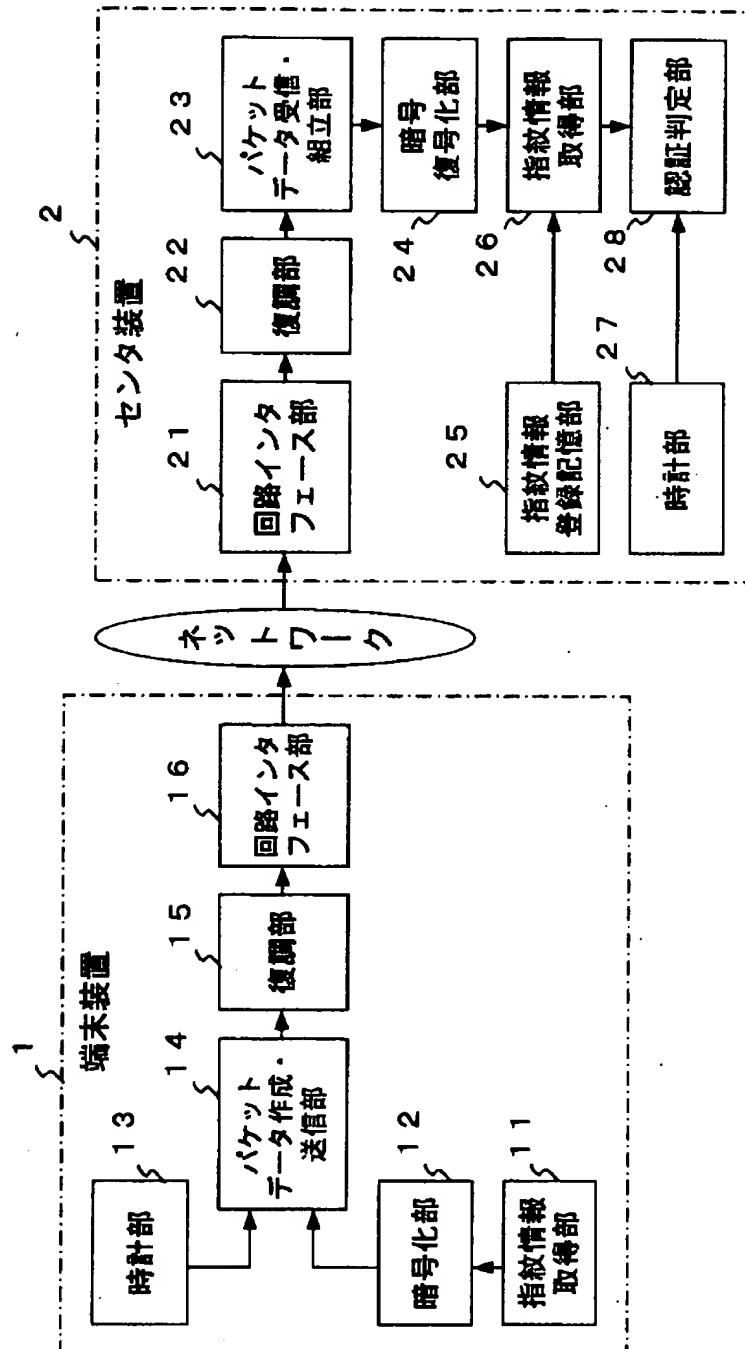 1
端末装置
13
時計部
14
パケット
データ作成・
送信部
15
復調部
16
回路インタ
フェース部
12
暗号化部
11
指紋情報
取得部
ネットワーク
2
センタ装置
21
回路インタ
フェース部
22
復調部
23
パケット
データ受信・
組立部
24
暗号
復号化部
25
指紋情報
登録記憶部
26
指紋情報
取得部
27
時計部
28
認証判定部